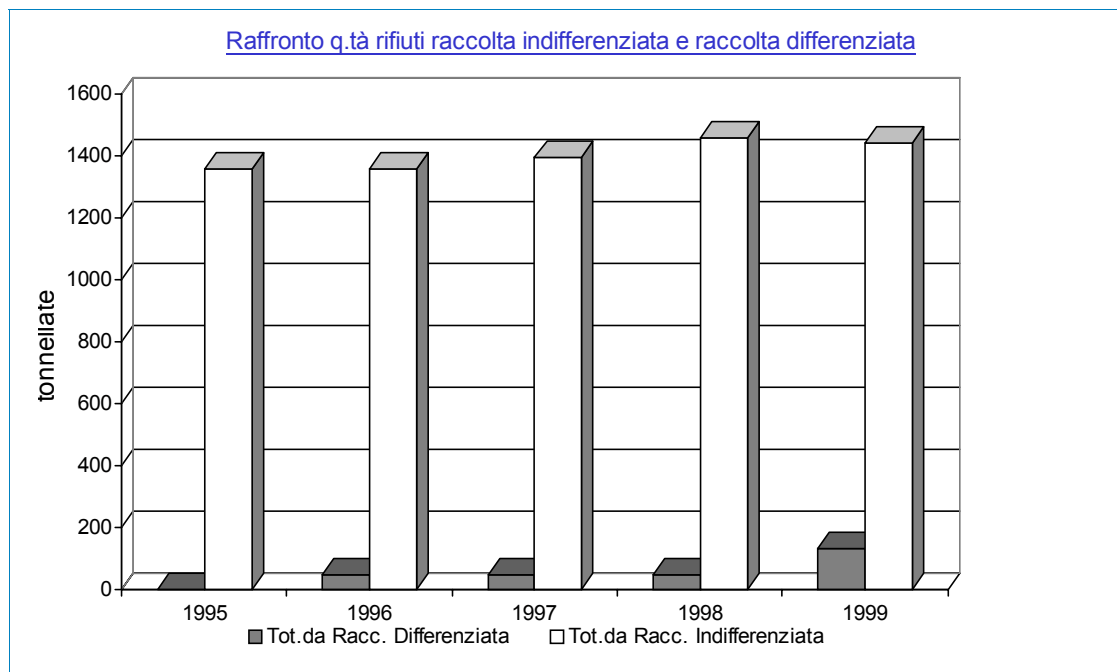 Raffronto q.tà rifiuti raccolta indifferenziata e raccolta differenziata
1600
1400
1200
1000
800
600
400
200
0
tonnellate
1995 1996 1997 1998 1999
Tot.da Racc. Differenziata Tot.da Racc. Indifferenziata